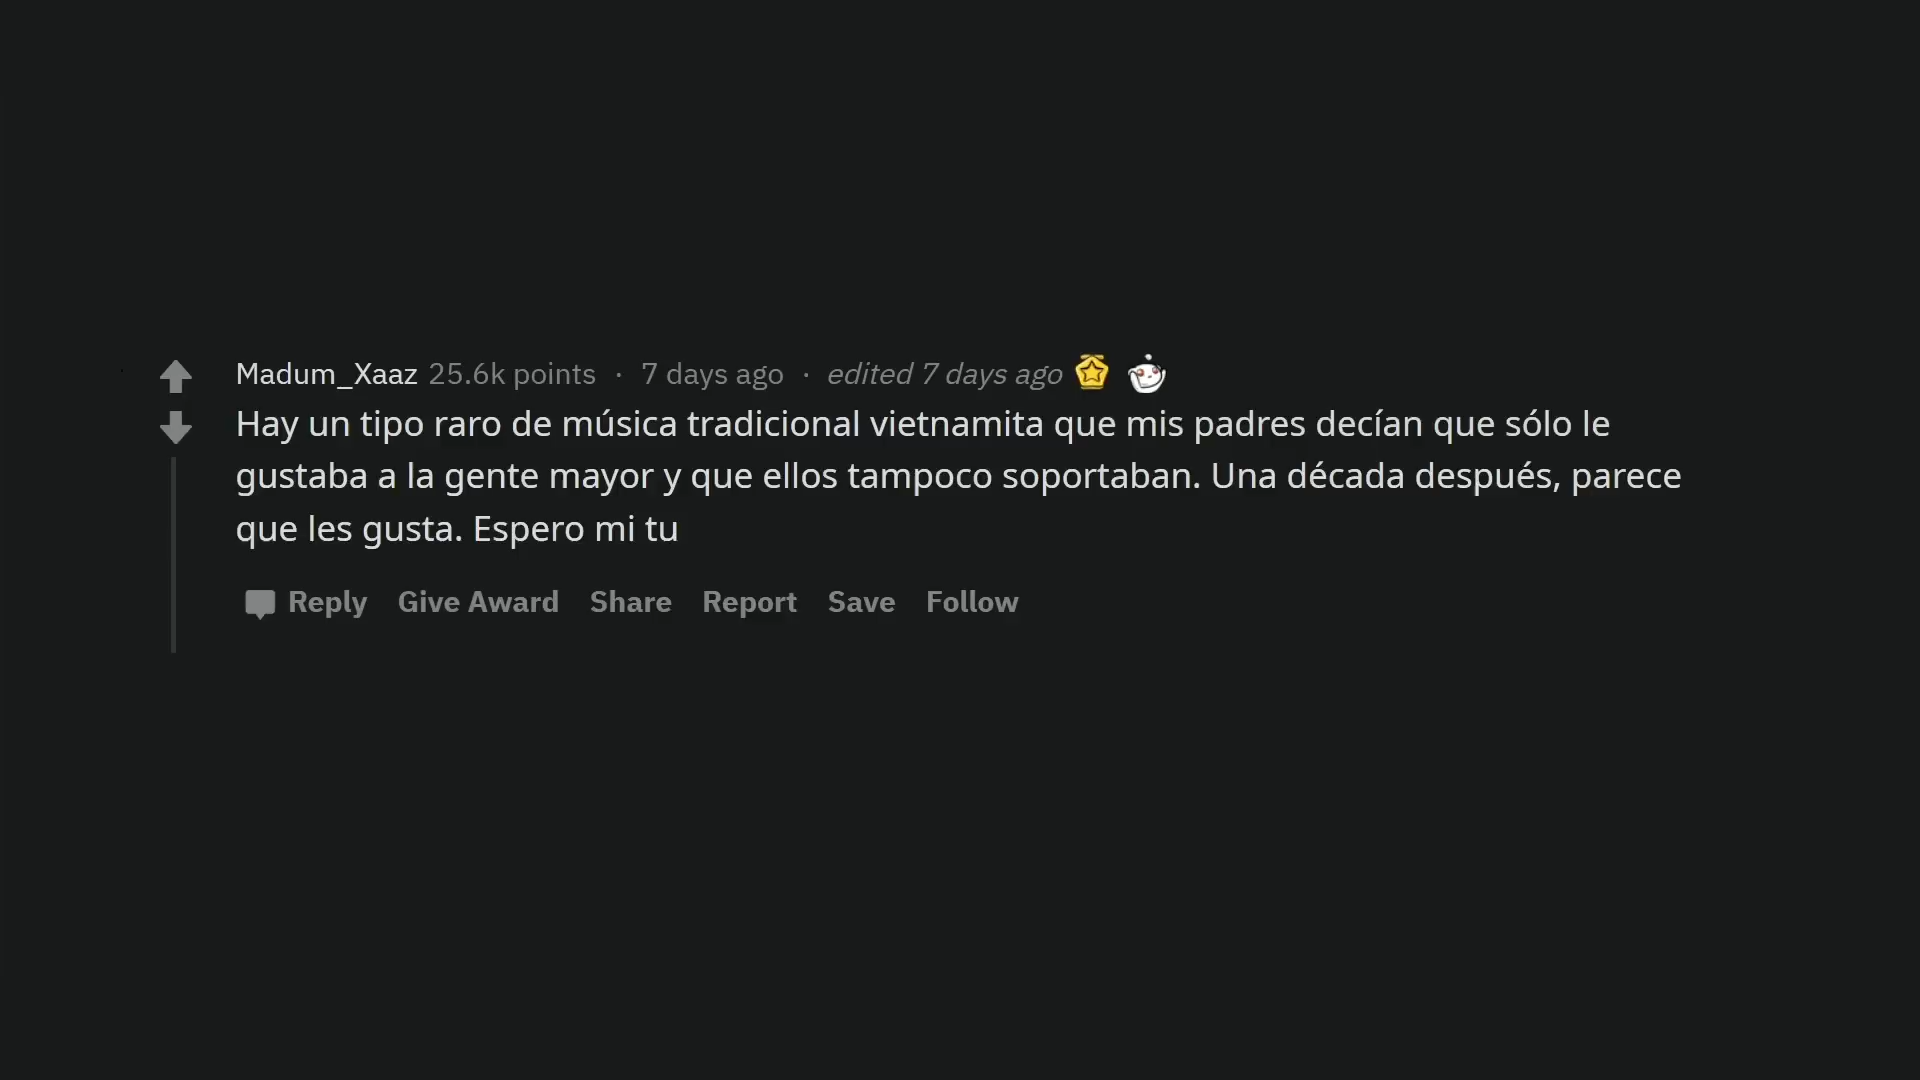 Madum_Xaaz 25.6k points · 7 days ago · edited 7 days ago
Hay un tipo raro de música tradicional vietnamita que mis padres decían que sólo le
gustaba a la gente mayor y que ellos tampoco soportaban. Una década después, parece
que les gusta. Espero mi tu
Reply Give Award Share Report Save Follow